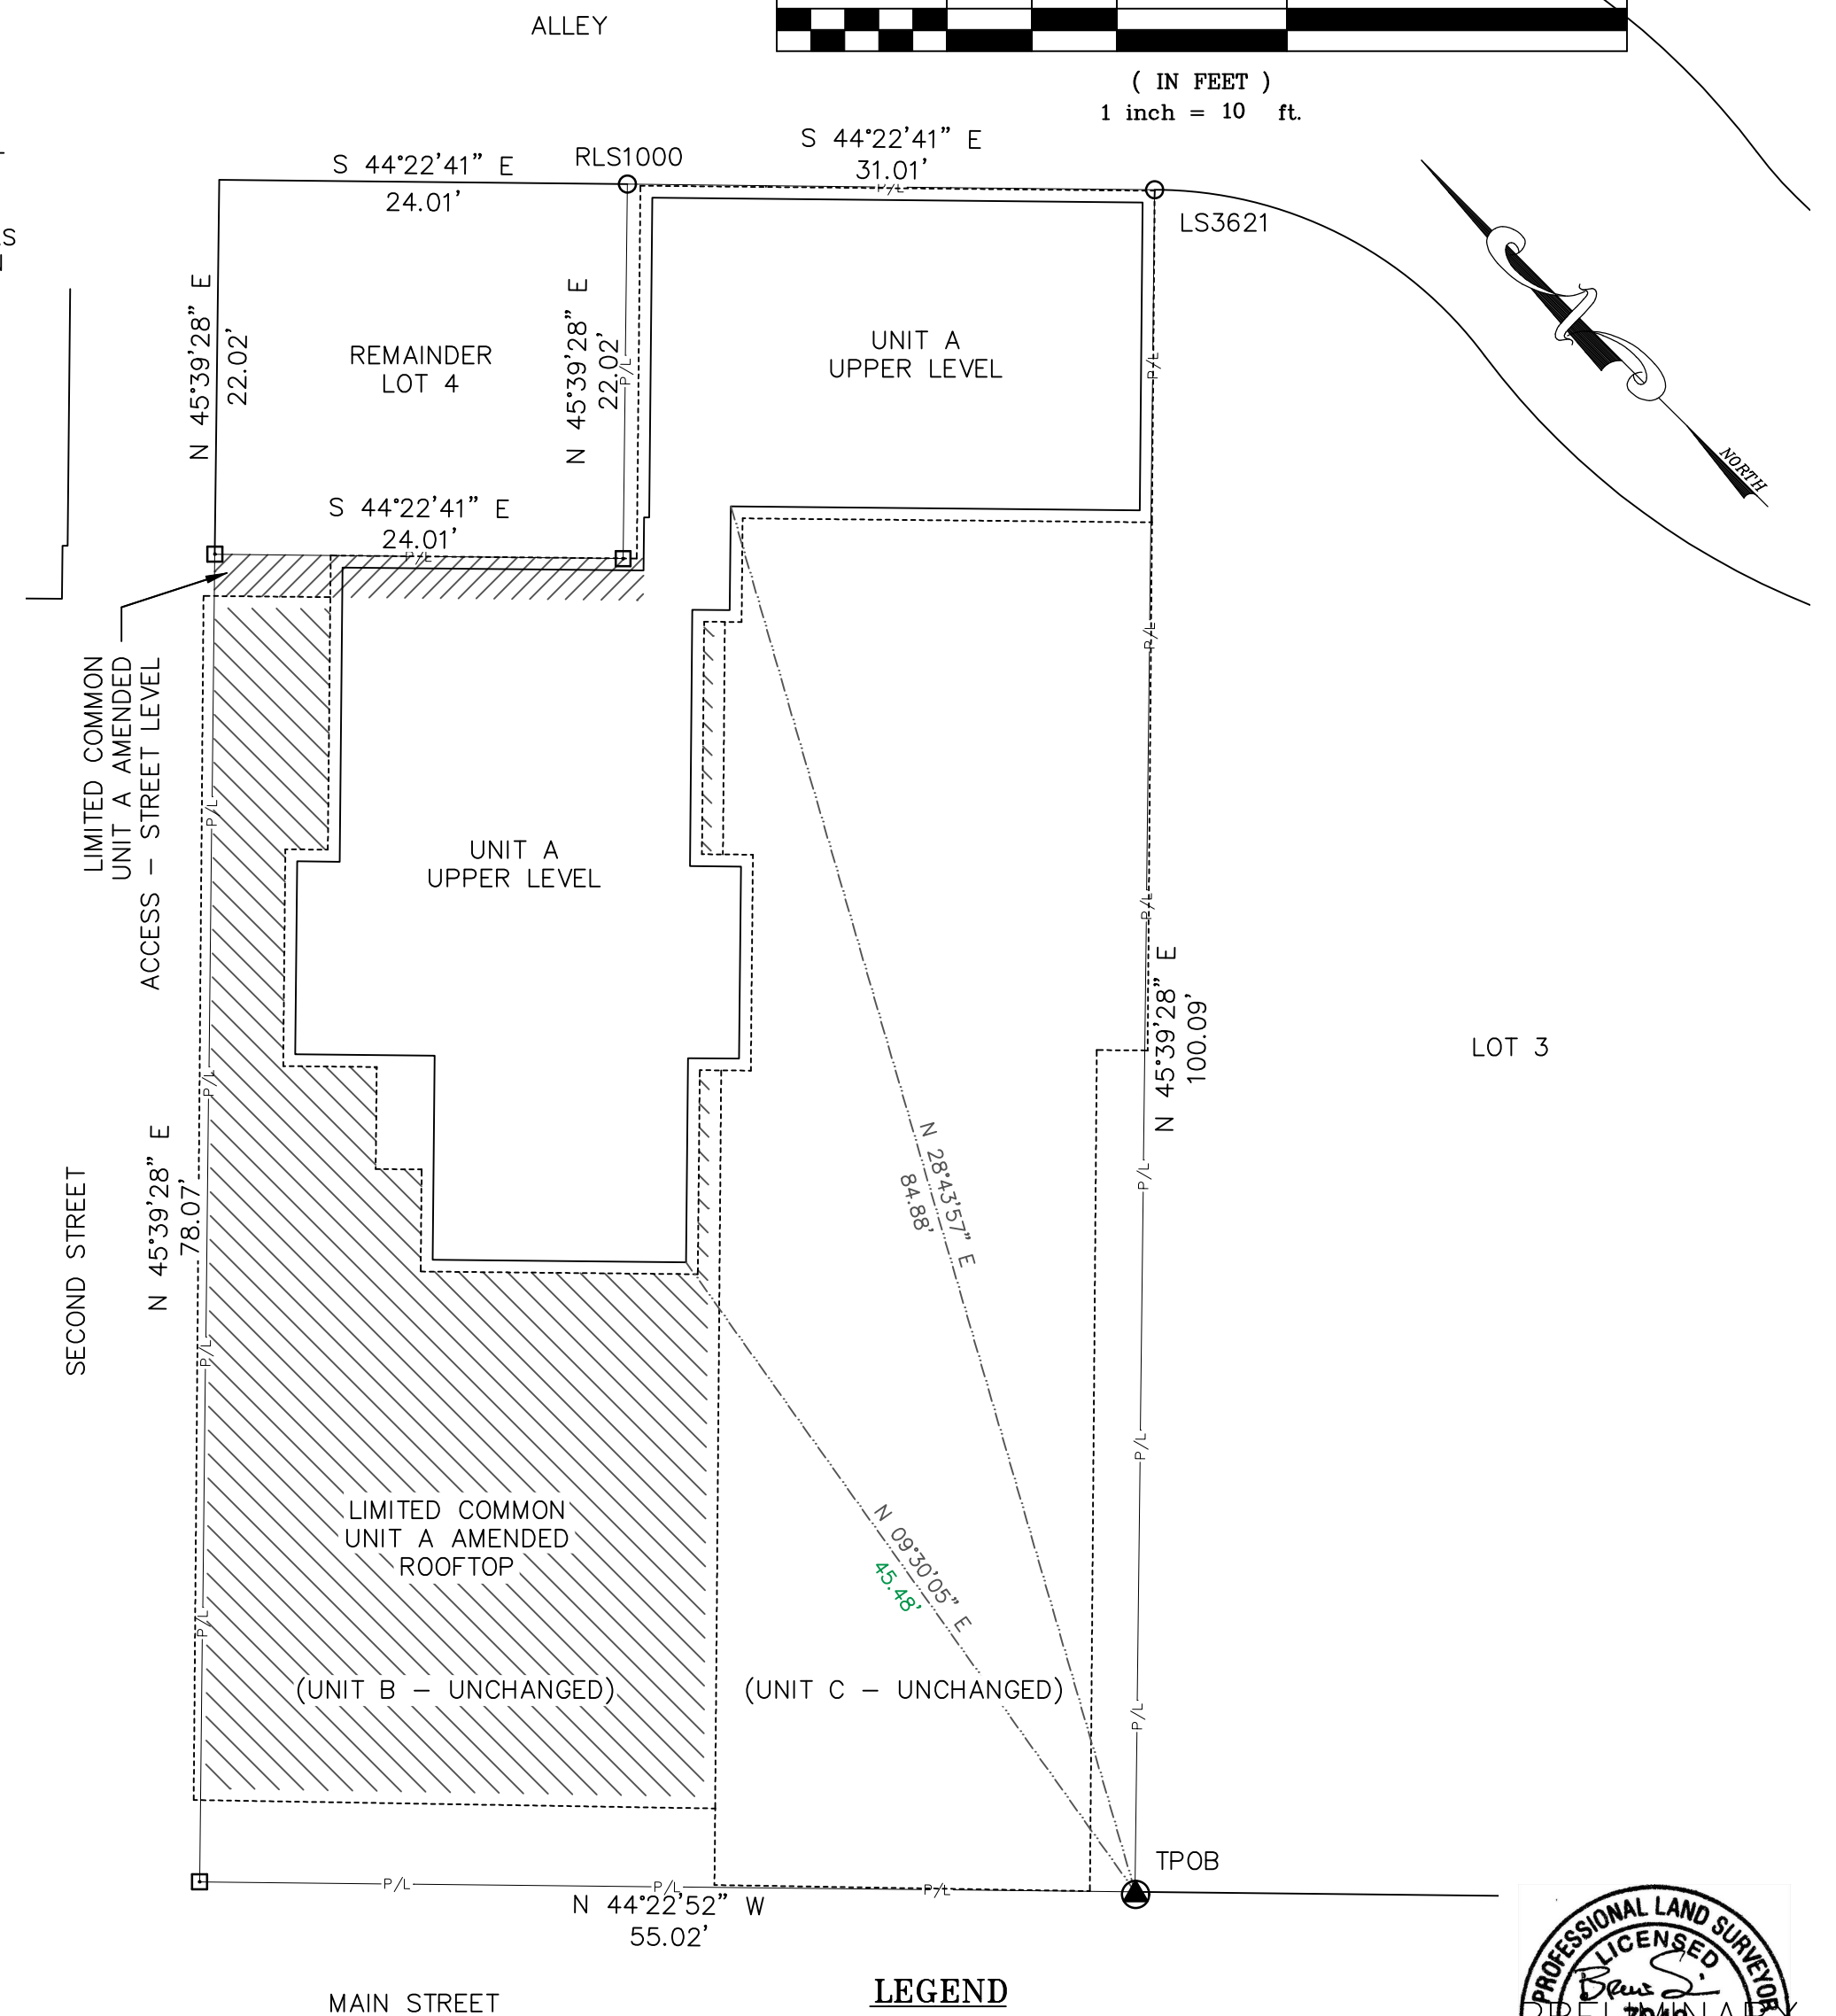 ALLEY
( IN FEET )
1 inch = 10 ft.
S 44°22'41" E
24.01'
RLS1000
S 44°22'41" E
31.01'
P/L
LS3621
N 45°39'28" E
22.02'
REMAINDER
LOT 4
N 45°39'28" E
22.02'
P/L
UNIT A
UPPER LEVEL
P/L
NORTH
S 44°22'41" E
24.01'
P/L
LIMITED COMMON
UNIT A AMENDED
ACCESS – STREET LEVEL
P/L
P/L
UNIT A
UPPER LEVEL
P/L
N 45°39'28" E
100.09'
LOT 3
P/L
N 28°43'57" E
84.88'
P/L
SECOND STREET
N 45°39'28" E
78.07'
P/L
P/L
N 09°30'05" E
45.48'
LIMITED COMMON
UNIT A AMENDED
ROOFTOP
P/L
P/L
(UNIT B – UNCHANGED)
(UNIT C – UNCHANGED)
TPOB
P/L
P/L
P/L
N 44°22'52" W
55.02'
MAIN STREET
LEGEND
PROFESSIONAL LAND SURVEYOR
LICENSED
PRELIMINARY